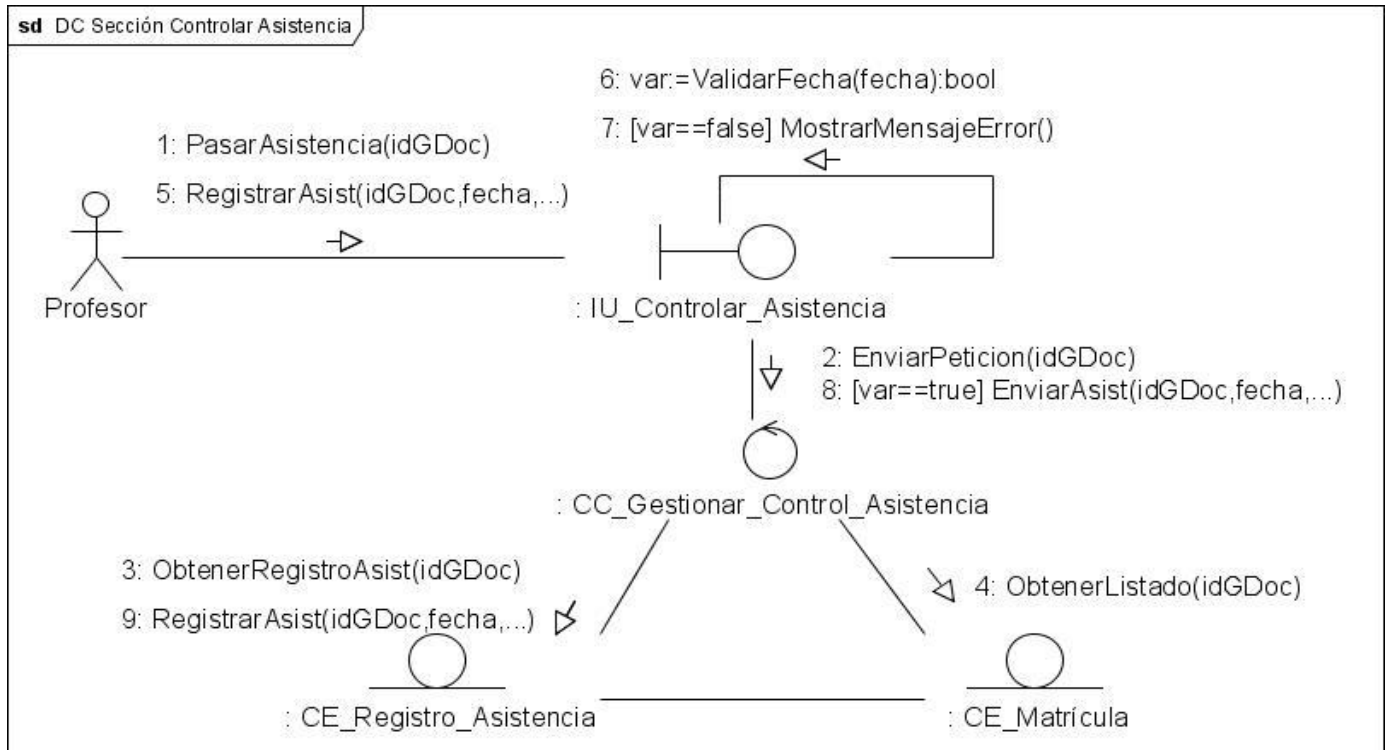 sd DC Sección Controlar Asistencia
6: var:=ValidarFecha(fecha):bool
7: [var==false] MostrarMensajeError()
1: PasarAsistencia(idGDoc)
5: RegistrarAsist(idGDoc,fecha,...)
Profesor
: IU_Controlar_Asistencia
2: EnviarPeticion(idGDoc)
8: [var==true] EnviarAsist(idGDoc,fecha,...)
: CC_Gestionar_Control_Asistencia
3: ObtenerRegistroAsist(idGDoc)
9: RegistrarAsist(idGDoc,fecha,...)
4: ObtenerListado(idGDoc)
: CE_Registro_Asistencia
: CE_Matrícula